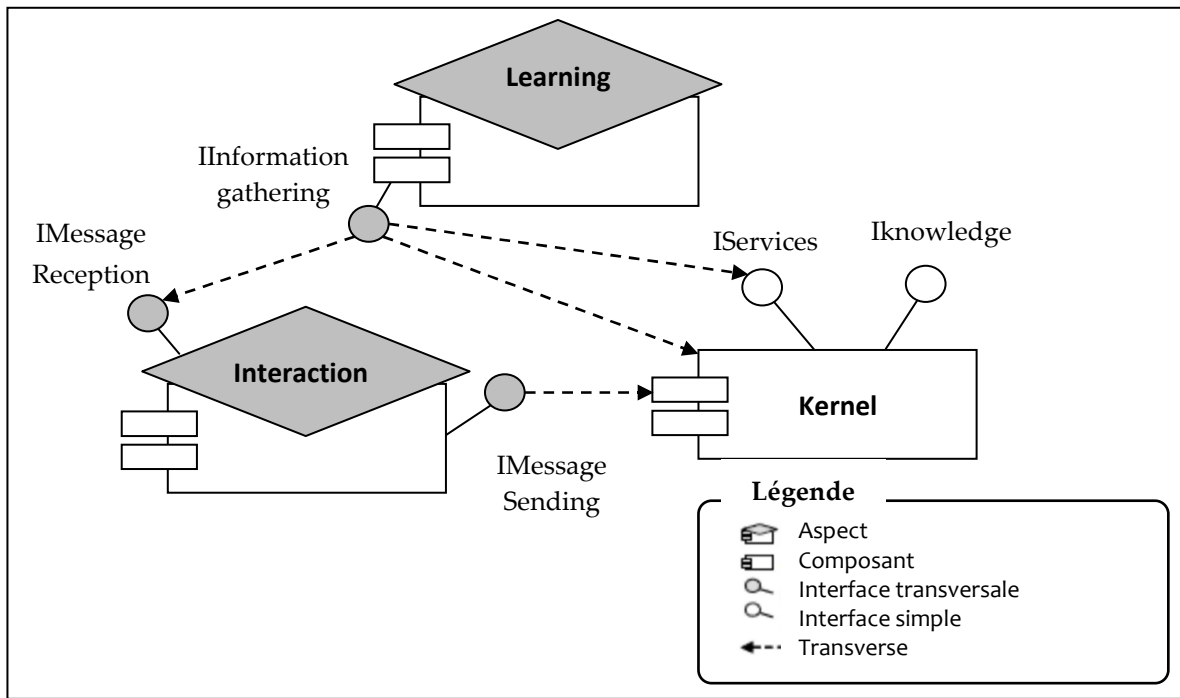 Learning
IInformation
gathering
IMessage
Reception
IServices
Iknowledge
Interaction
Kernel
IMessage
Sending
Légende
Aspect
Composant
Interface transversale
Interface simple
Transverse